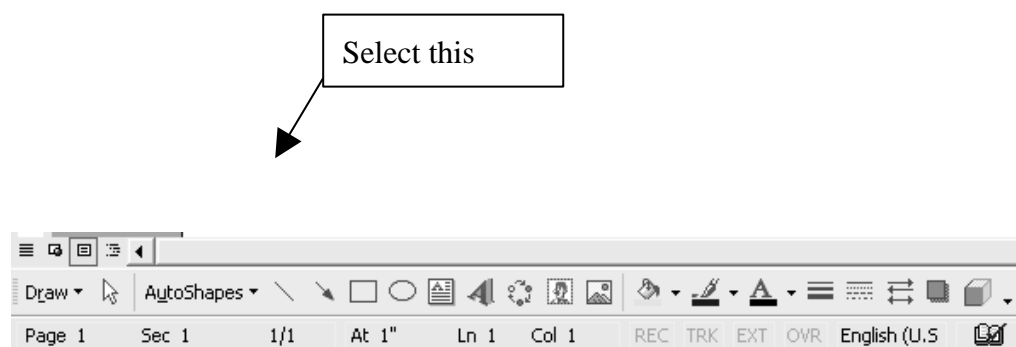 Select this
Draw AutoShapes A
Page 1 Sec 1 1/1 At 1" Ln 1 Col 1 REC TRK EXT OVR English (U.S